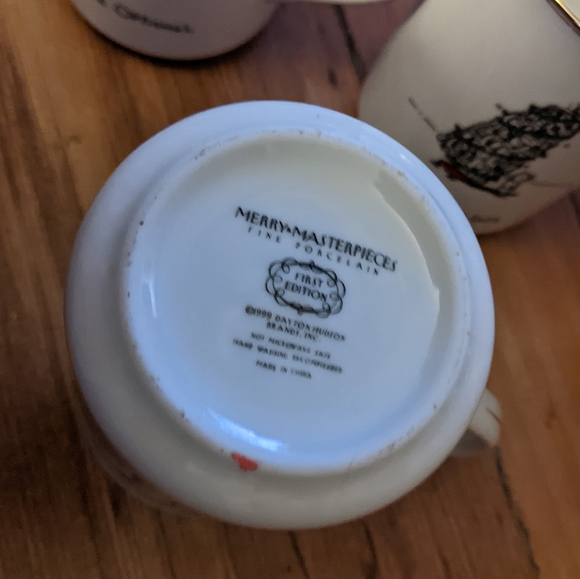 MERRY MASTERPIECES
FINE PORCELAIN
FIRST
EDITION
©1999 DAYTON HUDSON
BRANDS, INC.
NOT MICROWAVE SAFE
HAND WASHING RECOMMENDED
MADE IN CHINA